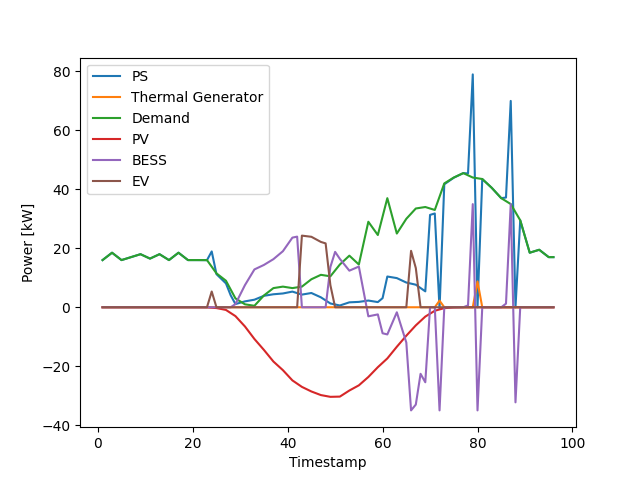 80
60
40
20
0
−20
−40
Power [kW]
PS
Thermal Generator
Demand
PV
BESS
EV
0 20 40 60 80 100
Timestamp